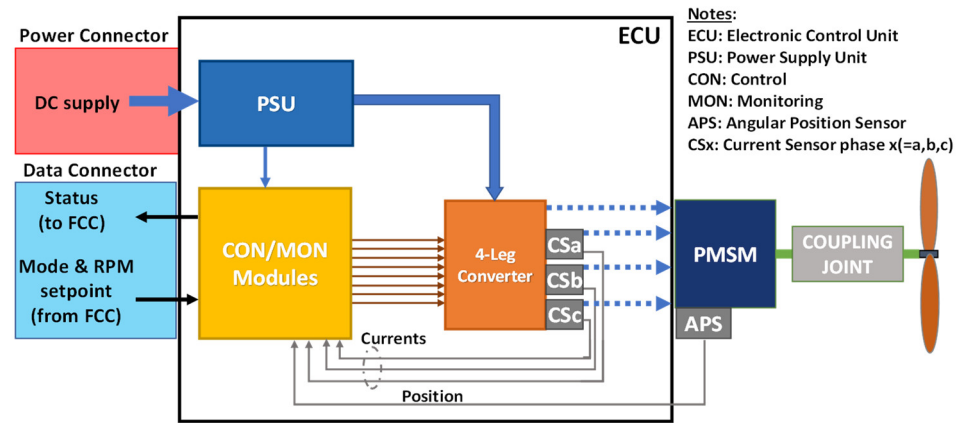 Power Connector
DC supply
Data Connector
Status
(to FCC)
Mode & RPM
setpoint
(from FCC)
ECU
PSU
CON/MON
Modules
4-Leg
Converter
CSa
CSb
CSc
Currents
Position
PMSM
APS
COUPLING
JOINT
Notes:
ECU: Electronic Control Unit
PSU: Power Supply Unit
CON: Control
MON: Monitoring
APS: Angular Position Sensor
CSx: Current Sensor phase x(=a,b,c)